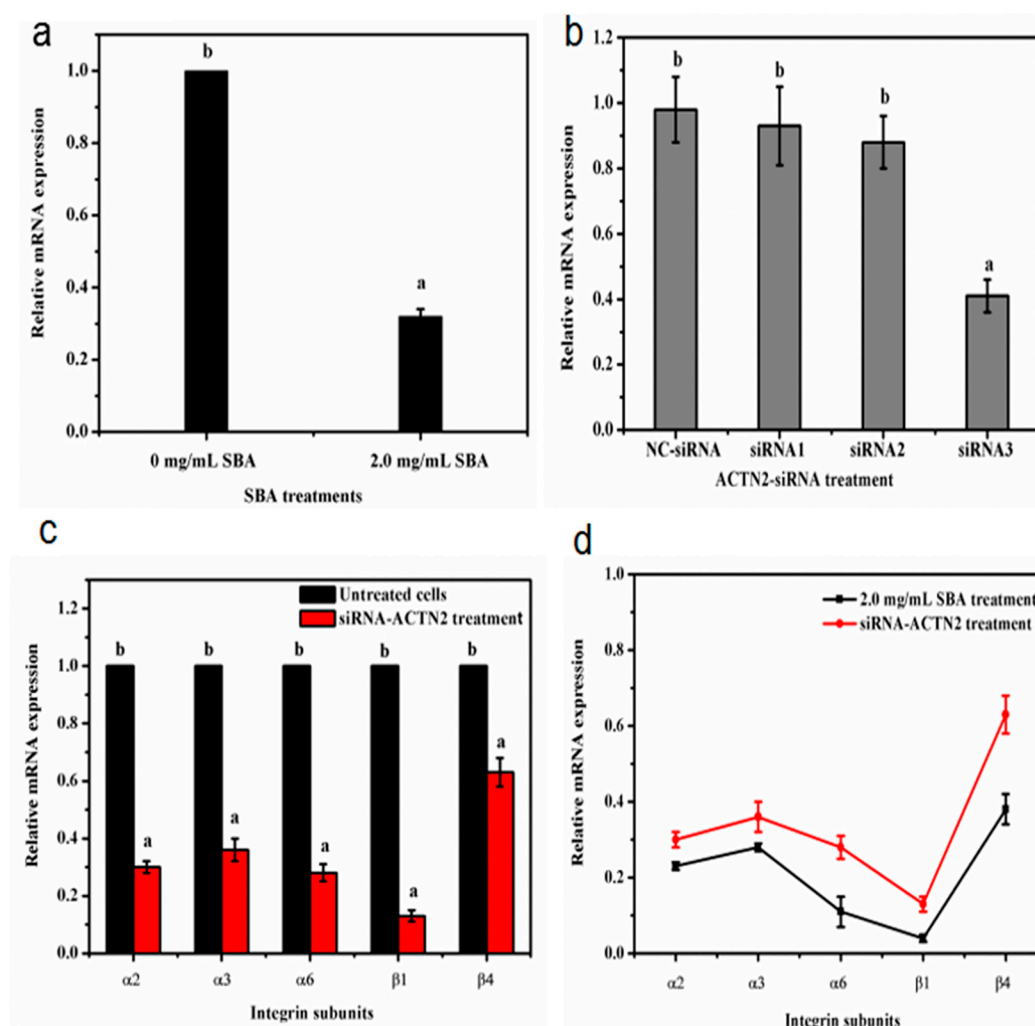 a
Relative mRNA expression
1.0
0.8
0.6
0.4
0.2
0.0
b
a
0 mg/mL SBA 2.0 mg/mL SBA
SBA treatments
b
Relative mRNA expression
1.2
1.0
0.8
0.6
0.4
0.2
0.0
b b b a
NC-siRNA siRNA1 siRNA2 siRNA3
ACTN2-siRNA treatment
c
Relative mRNA expression
1.2
1.0
0.8
0.6
0.4
0.2
0.0
Untreated cells
siRNA-ACTN2 treatment
b b b b b
a a a a a
α2 α3 α6 β1 β4
Integrin subunits
d
Relative mRNA expression
1.0
0.8
0.6
0.4
0.2
0.0
2.0 mg/mL SBA treatment
siRNA-ACTN2 treatment
α2 α3 α6 β1 β4
Integrin subunits